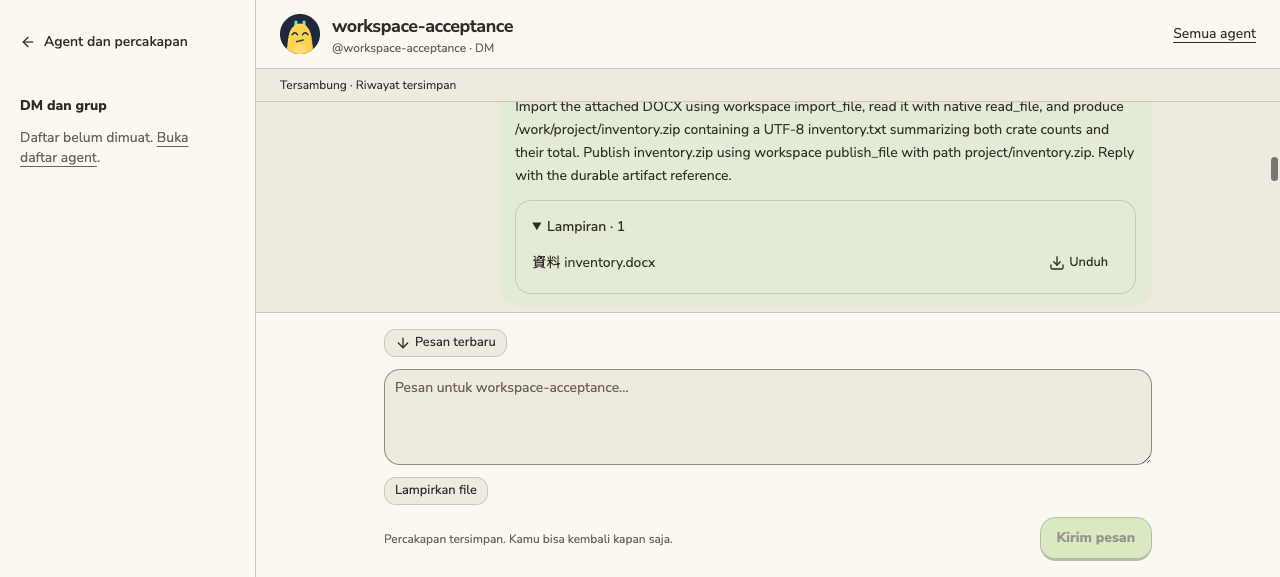 Agent dan percakapan
DM dan grup
Daftar belum dimuat. Buka
daftar agent.
workspace-acceptance
@workspace-acceptance · DM
Semua agent
Tersambung · Riwayat tersimpan
Import the attached DOCX using workspace import_file, read it with native read_file, and produce
/work/project/inventory.zip containing a UTF-8 inventory.txt summarizing both crate counts and
their total. Publish inventory.zip using workspace publish_file with path project/inventory.zip. Reply
with the durable artifact reference.
Lampiran · 1
資料 inventory.docx
Unduh
Pesan terbaru
Pesan untuk workspace-acceptance...
Lampirkan file
Percakapan tersimpan. Kamu bisa kembali kapan saja.
Kirim pesan